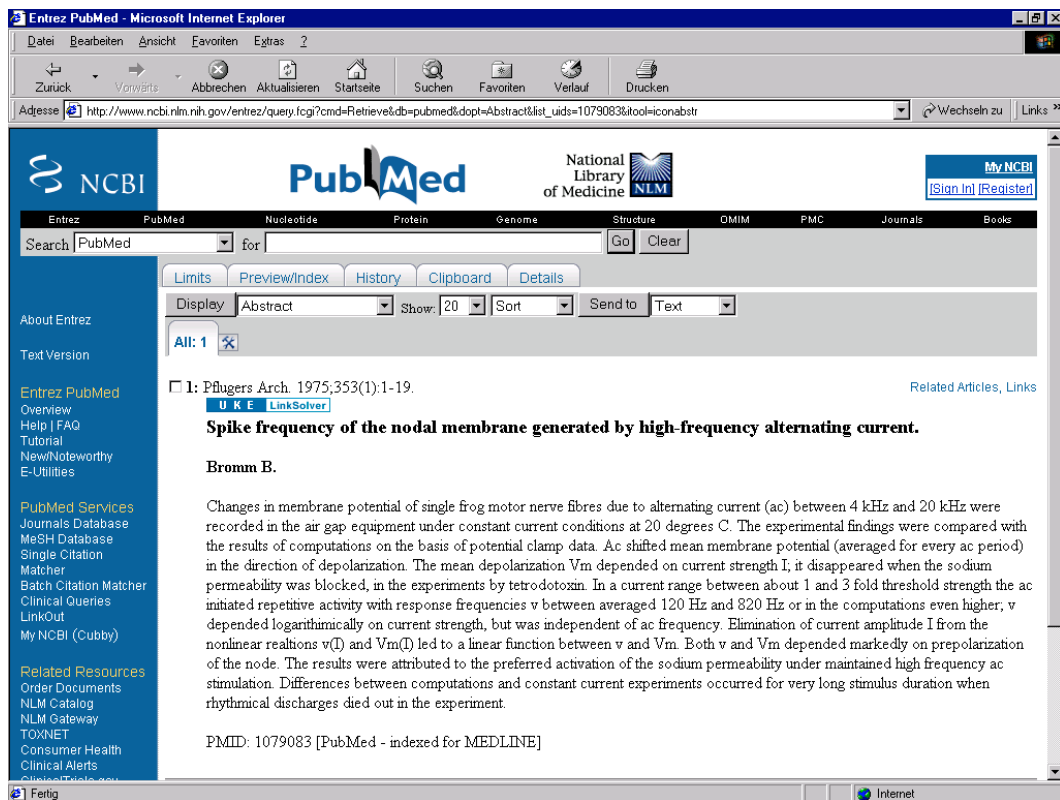 Entrez PubMed - Microsoft Internet Explorer
Datei Bearbeiten Ansicht Favoriten Extras ?
Zurück Vorwärts Abbrechen Aktualisieren Startseite Suchen Favoriten Verlauf Drucken
Adresse http://www.ncbi.nlm.nih.gov/entrez/query.fcgi?cmd=Retrieve&db=pubmed&dopt=Abstract&list_uids=1079083&itool=iconabstr Wechseln zu Links »
NCBI
PubMed
National
Library
of Medicine NLM
My NCBI
[Sign In] [Register]
Entrez PubMed Nucleotide Protein Genome Structure OMIM PMC Journals Books
Search PubMed for Go Clear
Limits Preview/Index History Clipboard Details
Display Abstract Show: 20 Sort Send to Text
All: 1
About Entrez
Text Version
Entrez PubMed
Overview
Help | FAQ
Tutorial
New/Noteworthy
E-Utilities
PubMed Services
Journals Database
MeSH Database
Single Citation
Matcher
Batch Citation Matcher
Clinical Queries
LinkOut
My NCBI (Cubby)
Related Resources
Order Documents
NLM Catalog
NLM Gateway
TOXNET
Consumer Health
Clinical Alerts
ClinicalTrials.gov
1: Pflugers Arch. 1975;353(1):1-19. Related Articles, Links
U K E LinkSolver
Spike frequency of the nodal membrane generated by high-frequency alternating current.
Bromm B.
Changes in membrane potential of single frog motor nerve fibres due to alternating current (ac) between 4 kHz and 20 kHz were
recorded in the air gap equipment under constant current conditions at 20 degrees C. The experimental findings were compared with
the results of computations on the basis of potential clamp data. Ac shifted mean membrane potential (averaged for every ac period)
in the direction of depolarization. The mean depolarization Vm depended on current strength I; it disappeared when the sodium
permeability was blocked, in the experiments by tetrodotoxin. In a current range between about 1 and 3 fold threshold strength the ac
initiated repetitive activity with response frequencies v between averaged 120 Hz and 820 Hz or in the computations even higher; v
depended logarithimically on current strength, but was independent of ac frequency. Elimination of current amplitude I from the
nonlinear realtions v(I) and Vm(I) led to a linear function between v and Vm. Both v and Vm depended markedly on prepolarization
of the node. The results were attributed to the preferred activation of the sodium permeability under maintained high frequency ac
stimulation. Differences between computations and constant current experiments occurred for very long stimulus duration when
rhythmical discharges died out in the experiment.
PMID: 1079083 [PubMed - indexed for MEDLINE]
Fertig Internet